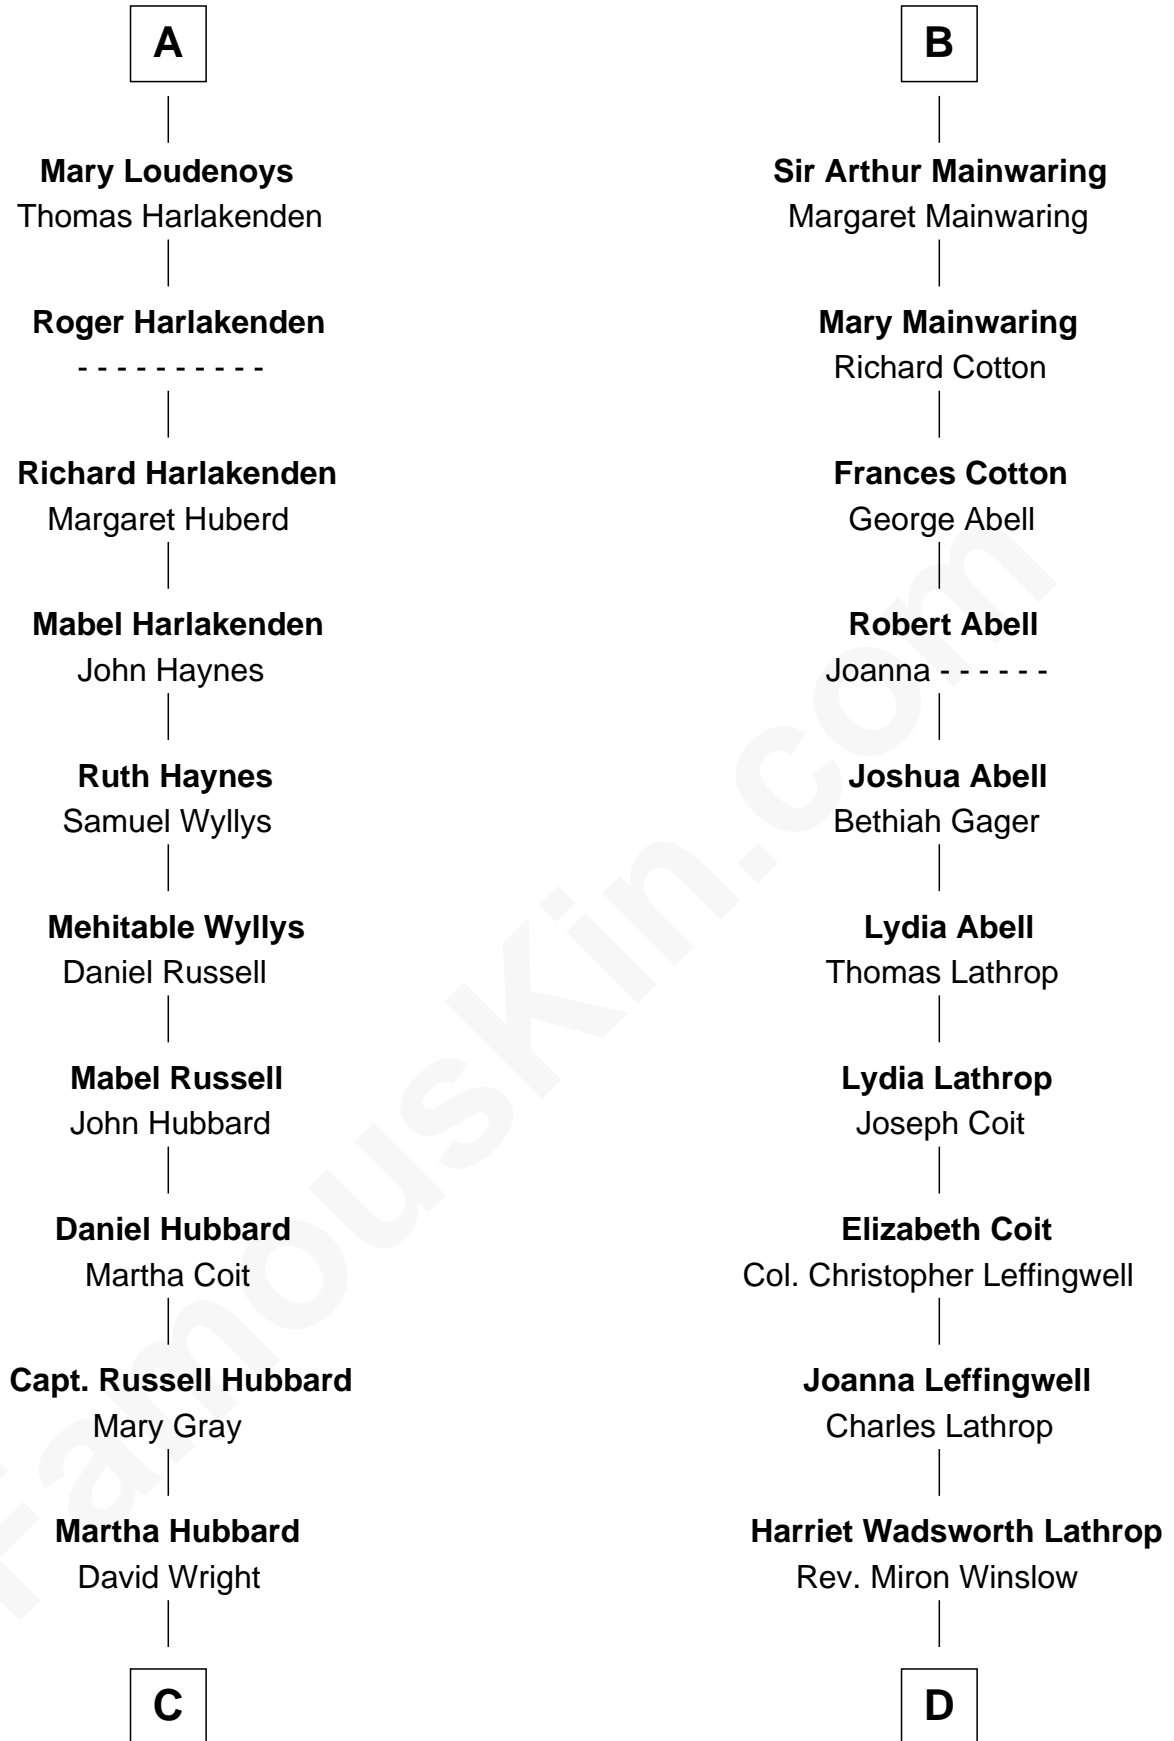 A
Mary Loudenoys
Thomas Harlakenden
Roger Harlakenden
- - - - - - - - - -
Richard Harlakenden
Margaret Huberd
Mabel Harlakenden
John Haynes
Ruth Haynes
Samuel Wyllys
Mehitable Wyllys
Daniel Russell
Mabel Russell
John Hubbard
Daniel Hubbard
Martha Coit
Capt. Russell Hubbard
Mary Gray
Martha Hubbard
David Wright
C
B
Sir Arthur Mainwaring
Margaret Mainwaring
Mary Mainwaring
Richard Cotton
Frances Cotton
George Abell
Robert Abell
Joanna - - - - - -
Joshua Abell
Bethiah Gager
Lydia Abell
Thomas Lathrop
Lydia Lathrop
Joseph Coit
Elizabeth Coit
Col. Christopher Leffingwell
Joanna Leffingwell
Charles Lathrop
Harriet Wadsworth Lathrop
Rev. Miron Winslow
D
FamousKin.com